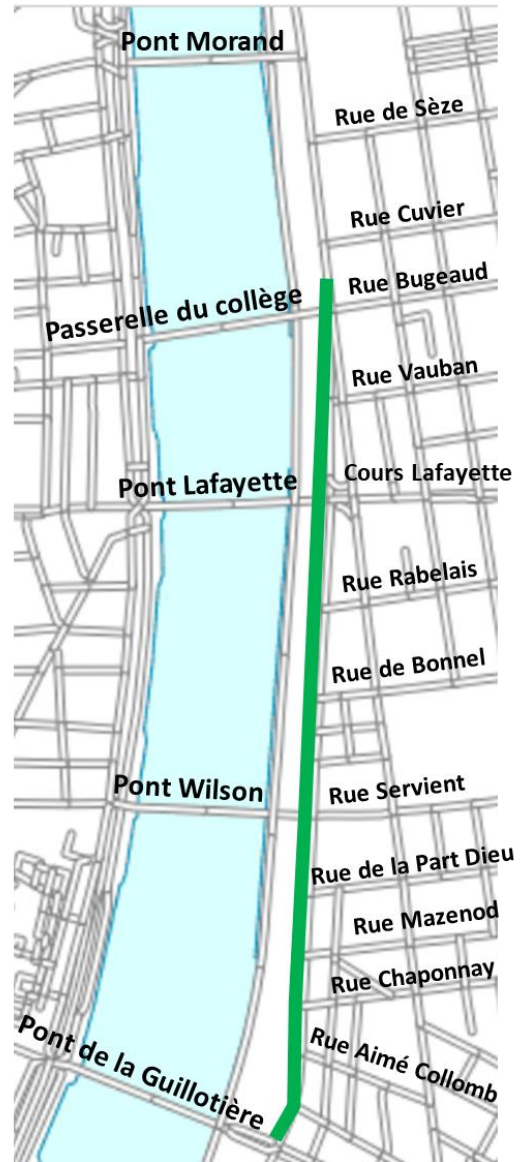 Pont Morand
Rue de Sèze
Rue Cuvier
Rue Bugeaud
Passerelle du collège
Rue Vauban
Cours Lafayette
Pont Lafayette
Rue Rabelais
Rue de Bonnel
Pont Wilson
Rue Servient
Rue de la Part Dieu
Rue Mazenod
Rue Chaponnay
Pont de la Guillotière
Rue Aimé Collomb